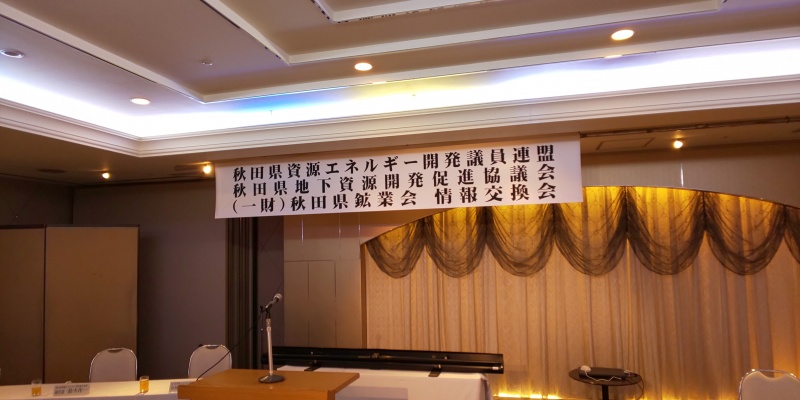 秋田県資源エネルギー開発議員連盟
秋田県地下資源開発促進協議会
(一財)秋田県鉱業会 情報交換会